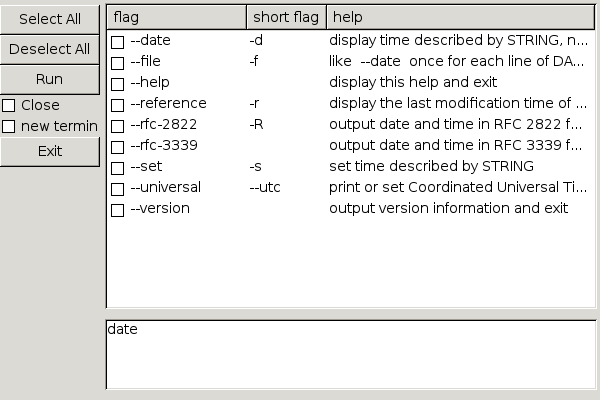 Select All
Deselect All
Run
Close
new termin
Exit
flag short flag help
--date -d display time described by STRING, n...
--file -f like --date once for each line of DA...
--help display this help and exit
--reference -r display the last modification time of ...
--rfc-2822 -R output date and time in RFC 2822 f...
--rfc-3339 output date and time in RFC 3339 f...
--set -s set time described by STRING
--universal --utc print or set Coordinated Universal Ti...
--version output version information and exit
date